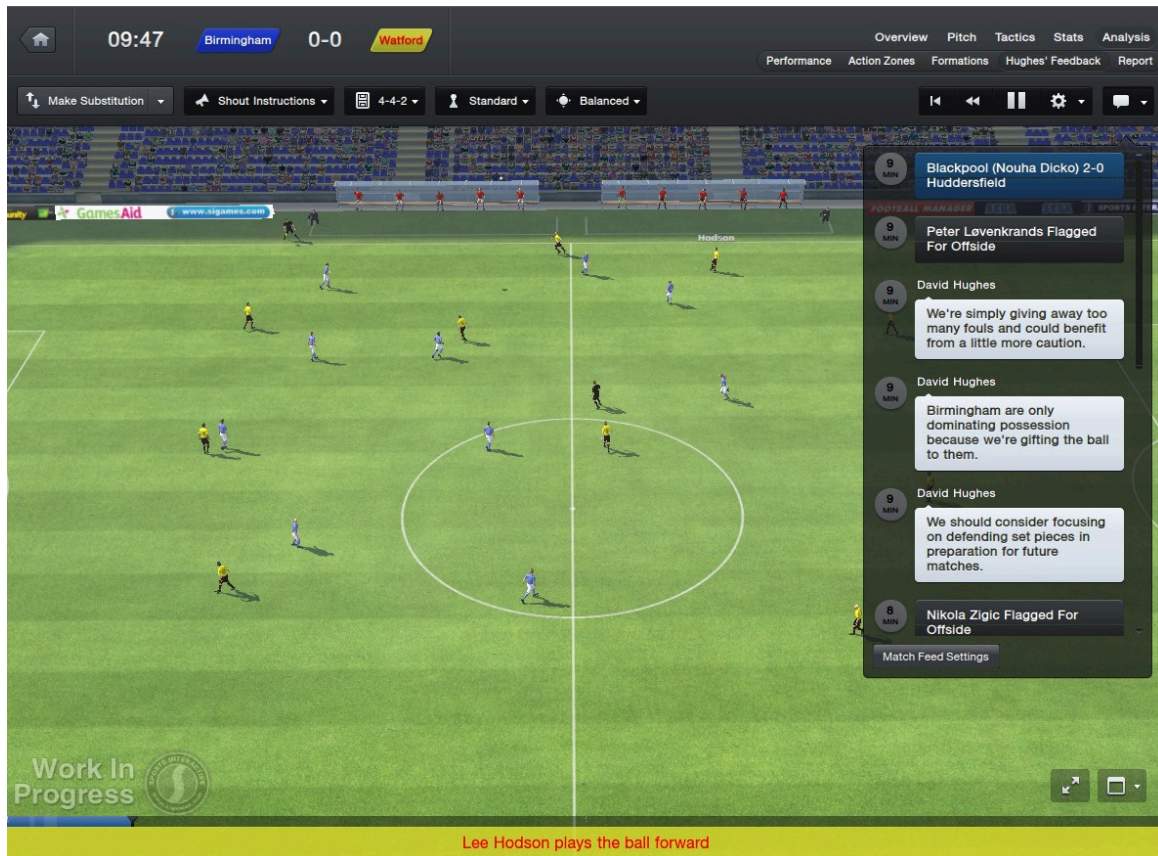 09:47
Birmingham
0-0
Watford
Overview Pitch Tactics Stats Analysis
Performance Action Zones Formations Hughes' Feedback Report
Make Substitution
Shout Instructions
4-4-2
Standard
Balanced
GamesAid
www.sigames.com
FOOTBALL MANAGER SEGA SEGA
Hodson
9 MIN
Blackpool (Nouha Dicko) 2-0
Huddersfield
9 MIN
Peter Løvenkrands Flagged
For Offside
9 MIN
David Hughes
We're simply giving away too
many fouls and could benefit
from a little more caution.
9 MIN
David Hughes
Birmingham are only
dominating possession
because we're gifting the ball
to them.
9 MIN
David Hughes
We should consider focusing
on defending set pieces in
preparation for future
matches.
8 MIN
Nikola Zigic Flagged For
Offside
Match Feed Settings
Work In
Progress
SPORTS INTERACTIVE
Lee Hodson plays the ball forward